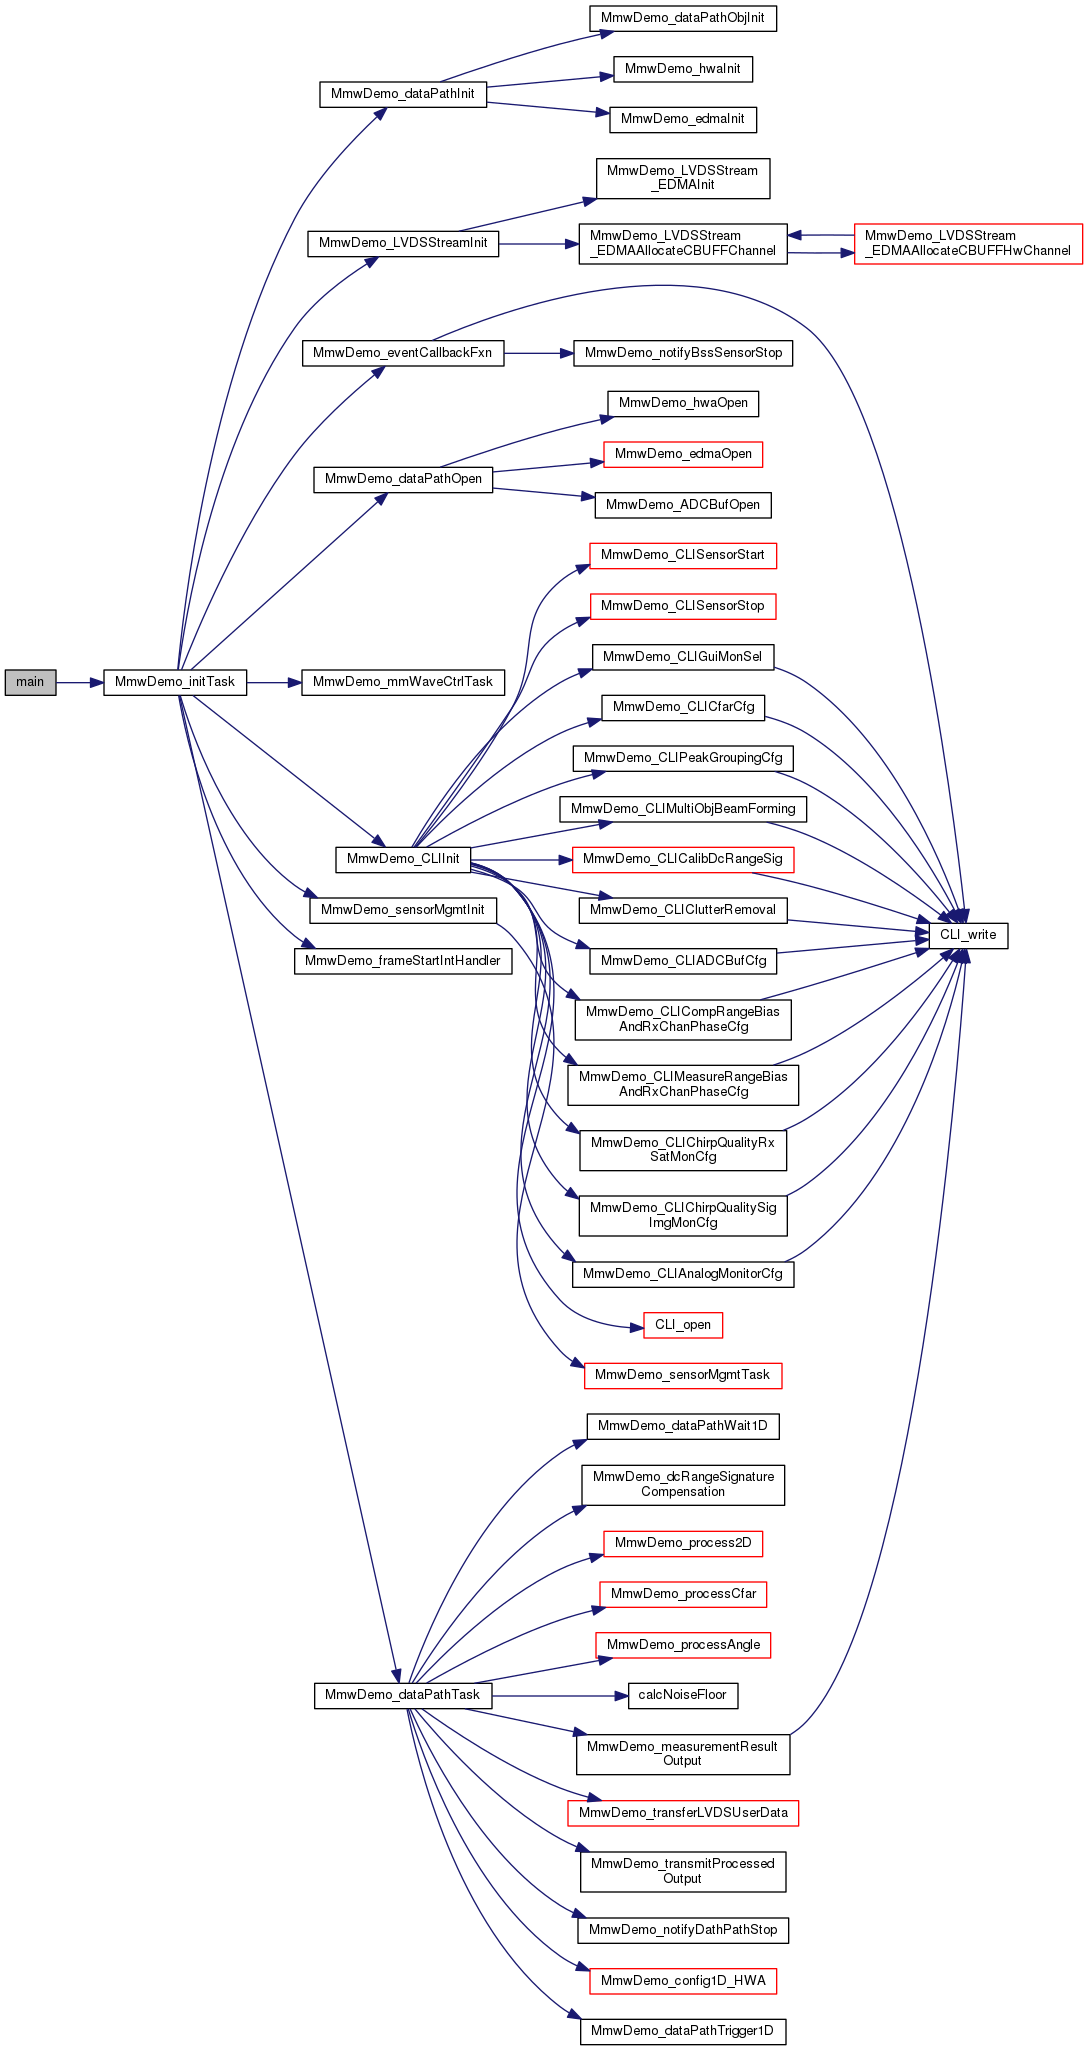 MmwDemo_dataPathObjInit
MmwDemo_hwaInit
MmwDemo_dataPathInit
MmwDemo_edmaInit
MmwDemo_LVDSStream
_EDMAInit
MmwDemo_LVDSStreamInit
MmwDemo_LVDSStream
_EDMAAllocateCBUFFChannel
MmwDemo_LVDSStream
_EDMAAllocateCBUFFHwChannel
MmwDemo_eventCallbackFxn
MmwDemo_notifyBssSensorStop
MmwDemo_hwaOpen
MmwDemo_edmaOpen
MmwDemo_dataPathOpen
MmwDemo_ADCBufOpen
MmwDemo_CLISensorStart
MmwDemo_CLISensorStop
MmwDemo_CLIGuiMonSel
main
MmwDemo_initTask
MmwDemo_mmWaveCtrlTask
MmwDemo_CLICfarCfg
MmwDemo_CLIPeakGroupingCfg
MmwDemo_CLIMultiObjBeamForming
MmwDemo_CLIInit
MmwDemo_CLICalibDcRangeSig
MmwDemo_sensorMgmtInit
MmwDemo_CLIClutterRemoval
CLI_write
MmwDemo_frameStartIntHandler
MmwDemo_CLIADCBufCfg
MmwDemo_CLICompRangeBias
AndRxChanPhaseCfg
MmwDemo_CLIMeasureRangeBias
AndRxChanPhaseCfg
MmwDemo_CLIChirpQualityRx
SatMonCfg
MmwDemo_CLIChirpQualitySig
ImgMonCfg
MmwDemo_CLIAnalogMonitorCfg
CLI_open
MmwDemo_sensorMgmtTask
MmwDemo_dataPathWait1D
MmwDemo_dcRangeSignature
Compensation
MmwDemo_process2D
MmwDemo_processCfar
MmwDemo_processAngle
MmwDemo_dataPathTask
calcNoiseFloor
MmwDemo_measurementResult
Output
MmwDemo_transferLVDSUserData
MmwDemo_transmitProcessed
Output
MmwDemo_notifyDathPathStop
MmwDemo_config1D_HWA
MmwDemo_dataPathTrigger1D